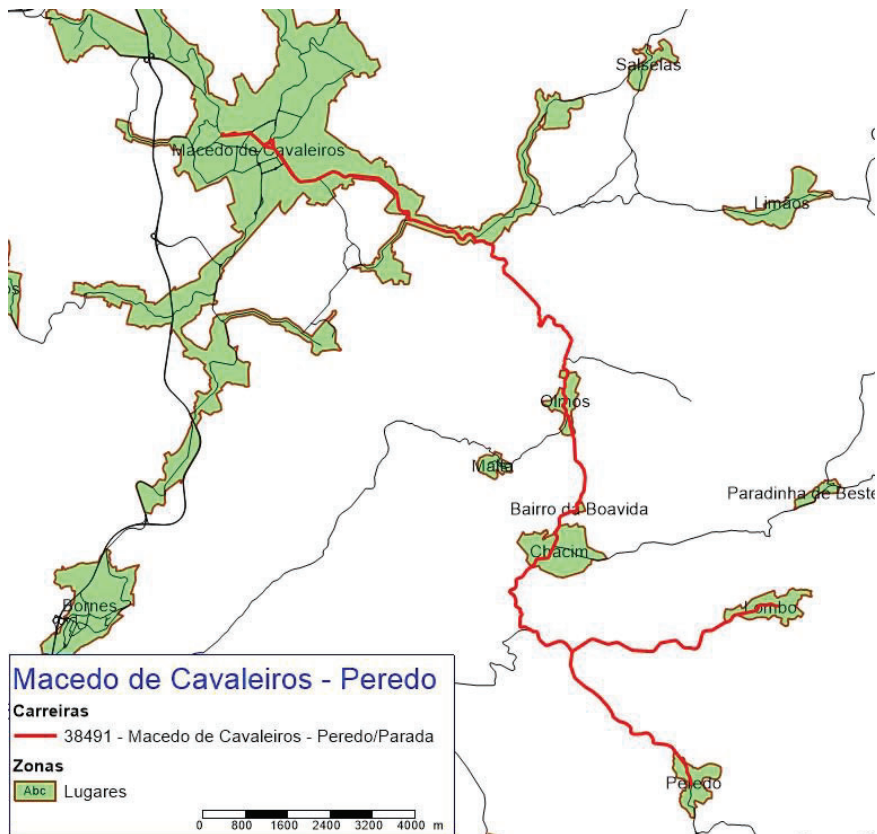 Salselas
Macedo de Cavaleiros
Limãos
os
Olmos
Malta
Bairro da Boavida
Paradinha de Beste
Chacim
Bornes
Lombo
Peredo
Macedo de Cavaleiros - Peredo
Carreiras
38491 - Macedo de Cavaleiros - Peredo/Parada
Zonas
Abc Lugares
0 800 1600 2400 3200 4000 m